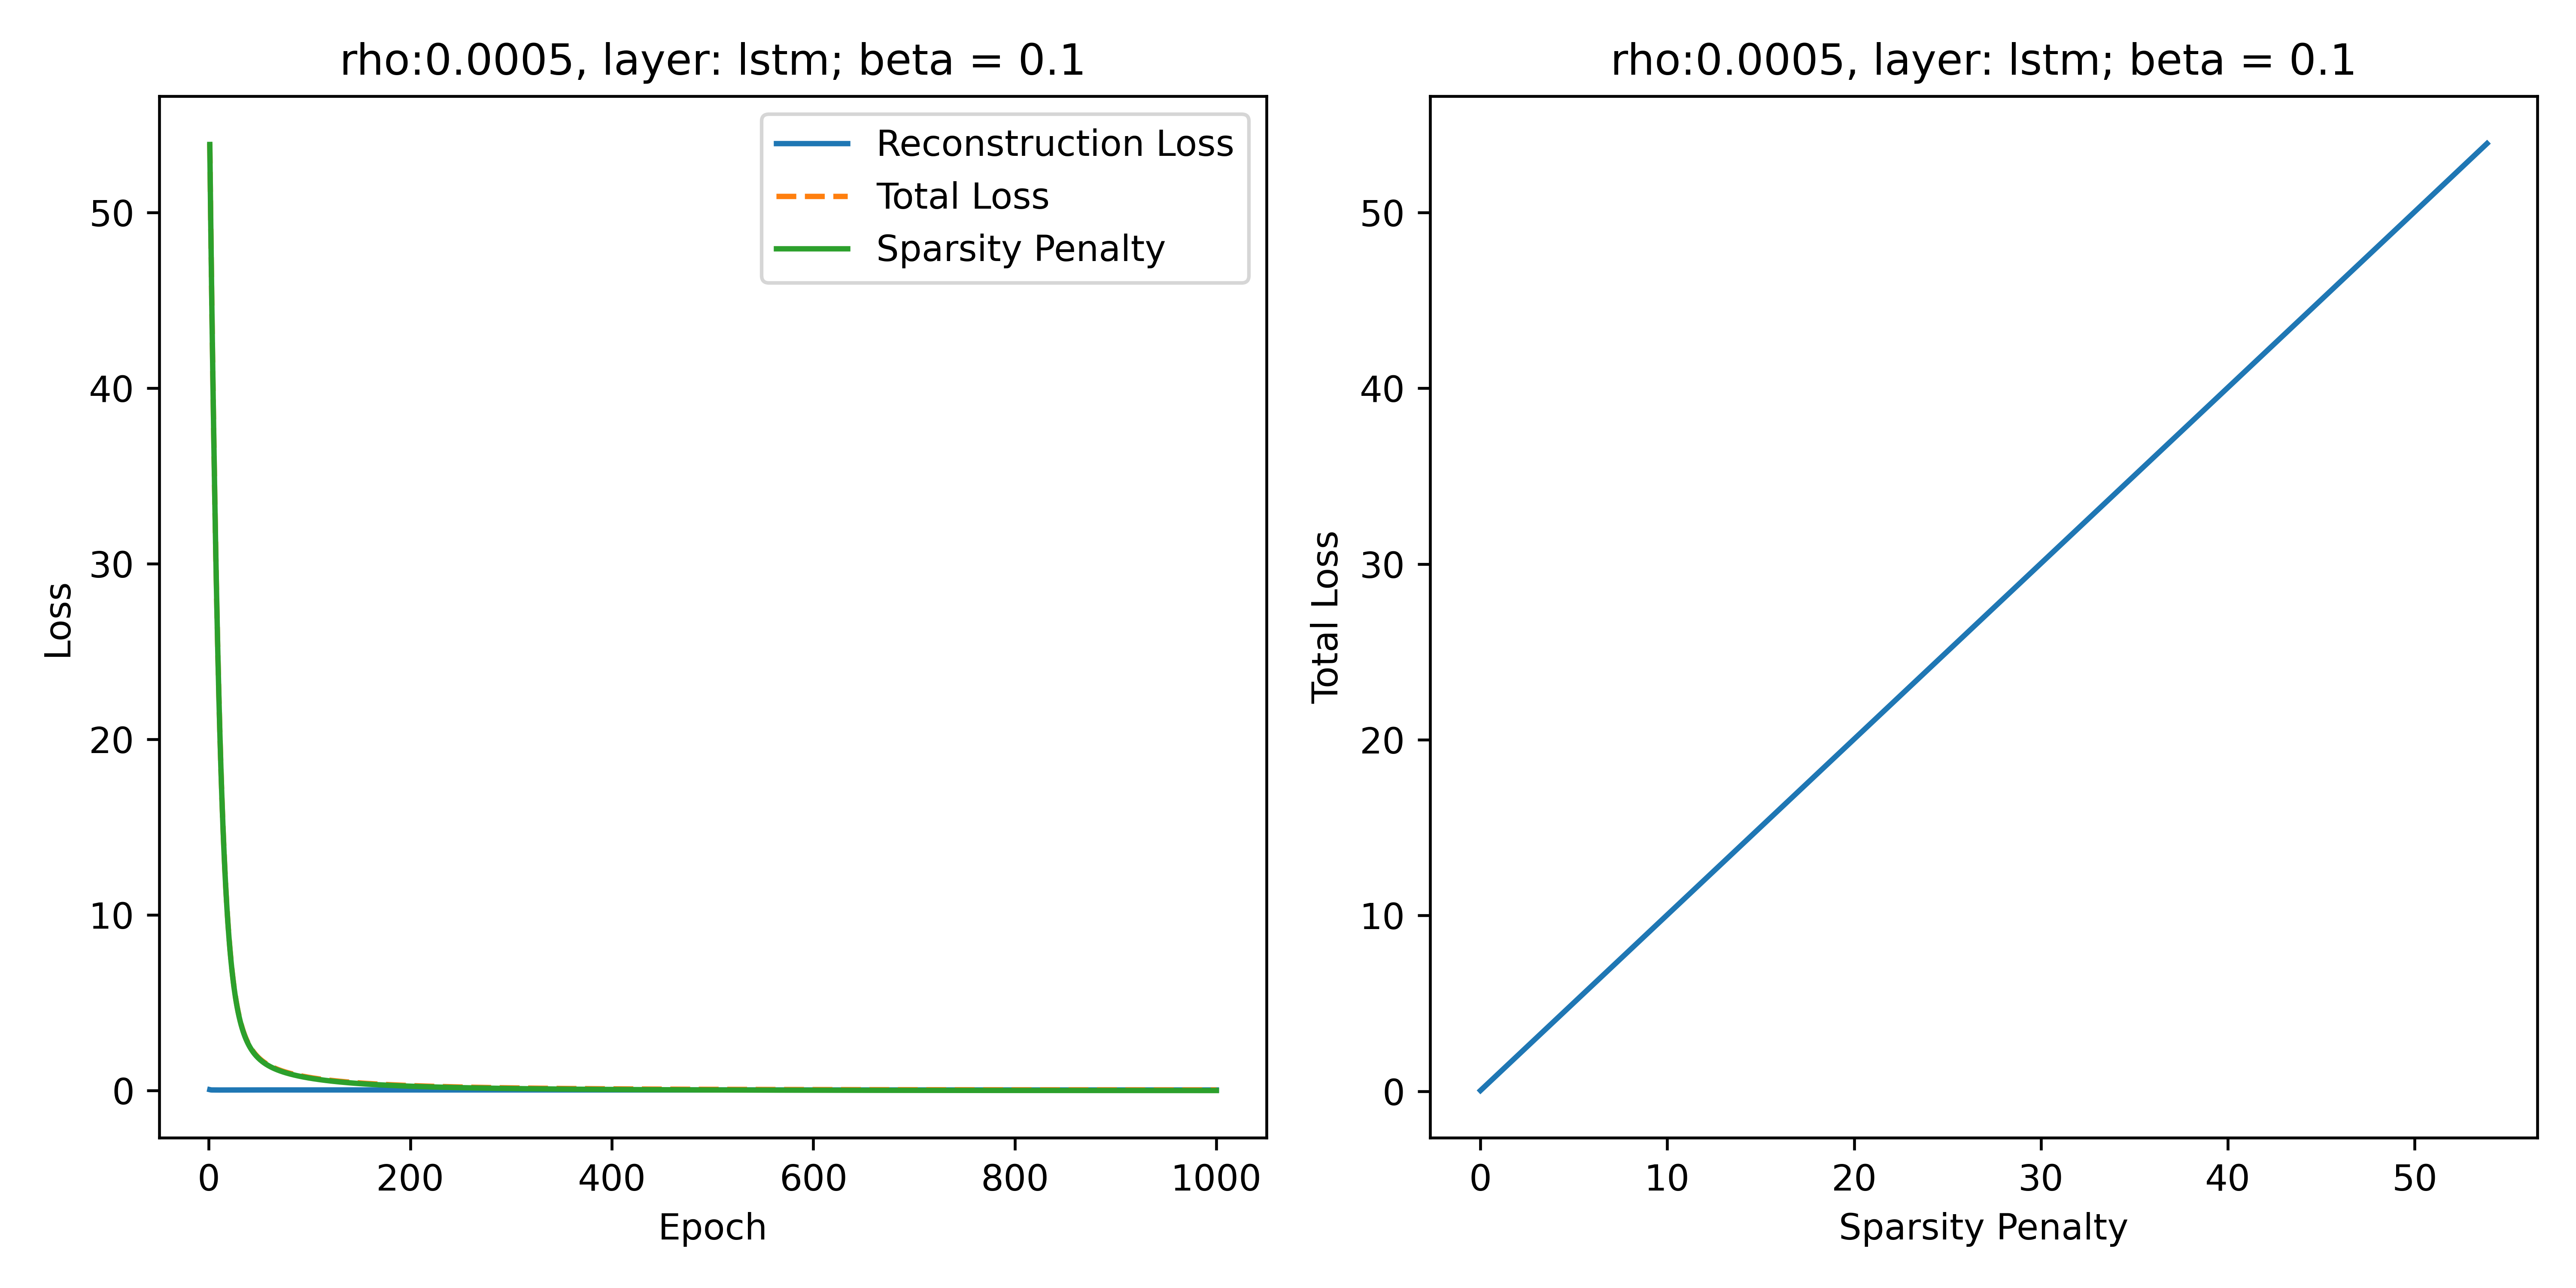 rho:0.0005, layer: lstm; beta = 0.1
Reconstruction Loss
Total Loss
Sparsity Penalty
Loss
50
40
30
20
10
0
0 200 400 600 800 1000
Epoch
rho:0.0005, layer: lstm; beta = 0.1
Total Loss
50
40
30
20
10
0
0 10 20 30 40 50
Sparsity Penalty